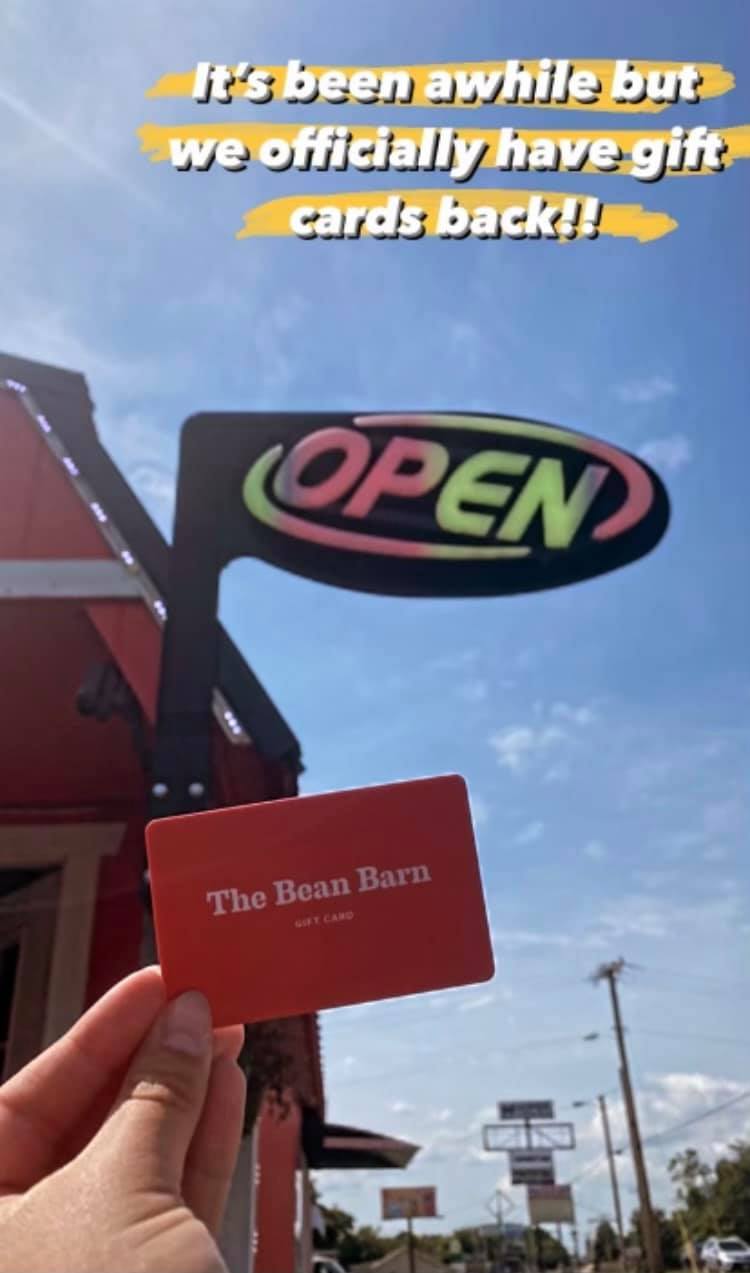 It's been awhile but
we officially have gift
cards back!!
OPEN
The Bean Barn
GIFT CARD